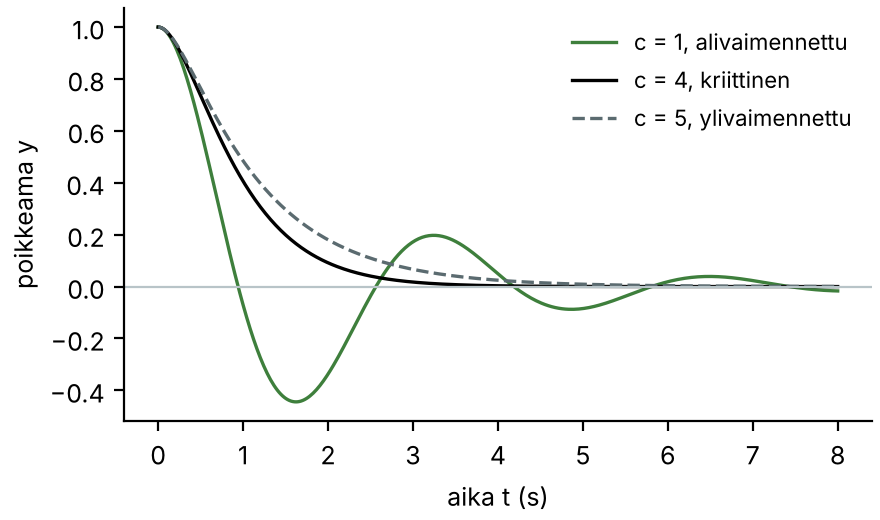 poikkeama y
1.0
0.8
0.6
0.4
0.2
0.0
−0.2
−0.4
c = 1, alivaimennettu
c = 4, kriittinen
c = 5, ylivaimennettu
0 1 2 3 4 5 6 7 8
aika t (s)